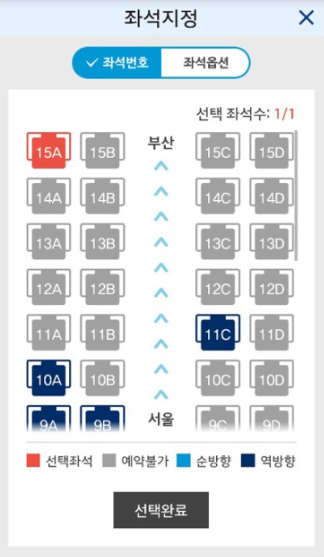 좌석지정
좌석번호 좌석옵션
선택 좌석수: 1/1
15A 15B 부산 15C 15D
14A 14B 14C 14D
13A 13B 13C 13D
12A 12B 12C 12D
11A 11B 11C 11D
10A 10B 10C 10D
9A 9B 서울 9C 9D
선택좌석 예약불가 순방향 역방향
선택완료